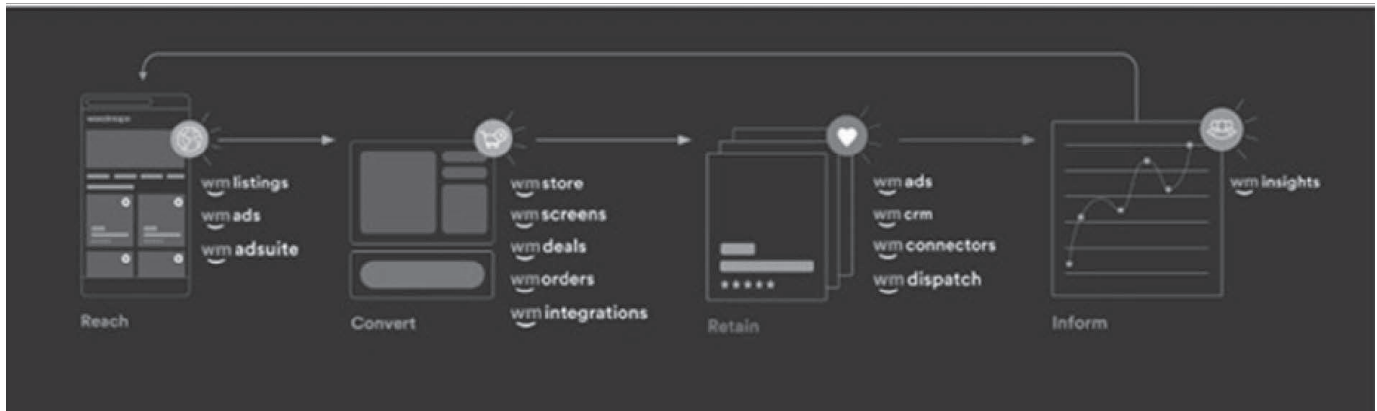 wm listings
wm ads
wm adsuite
Reach
wm store
wm screens
wm deals
wm orders
wm integrations
Convert
wm ads
wm crm
wm connectors
wm dispatch
Retain
wm insights
Inform